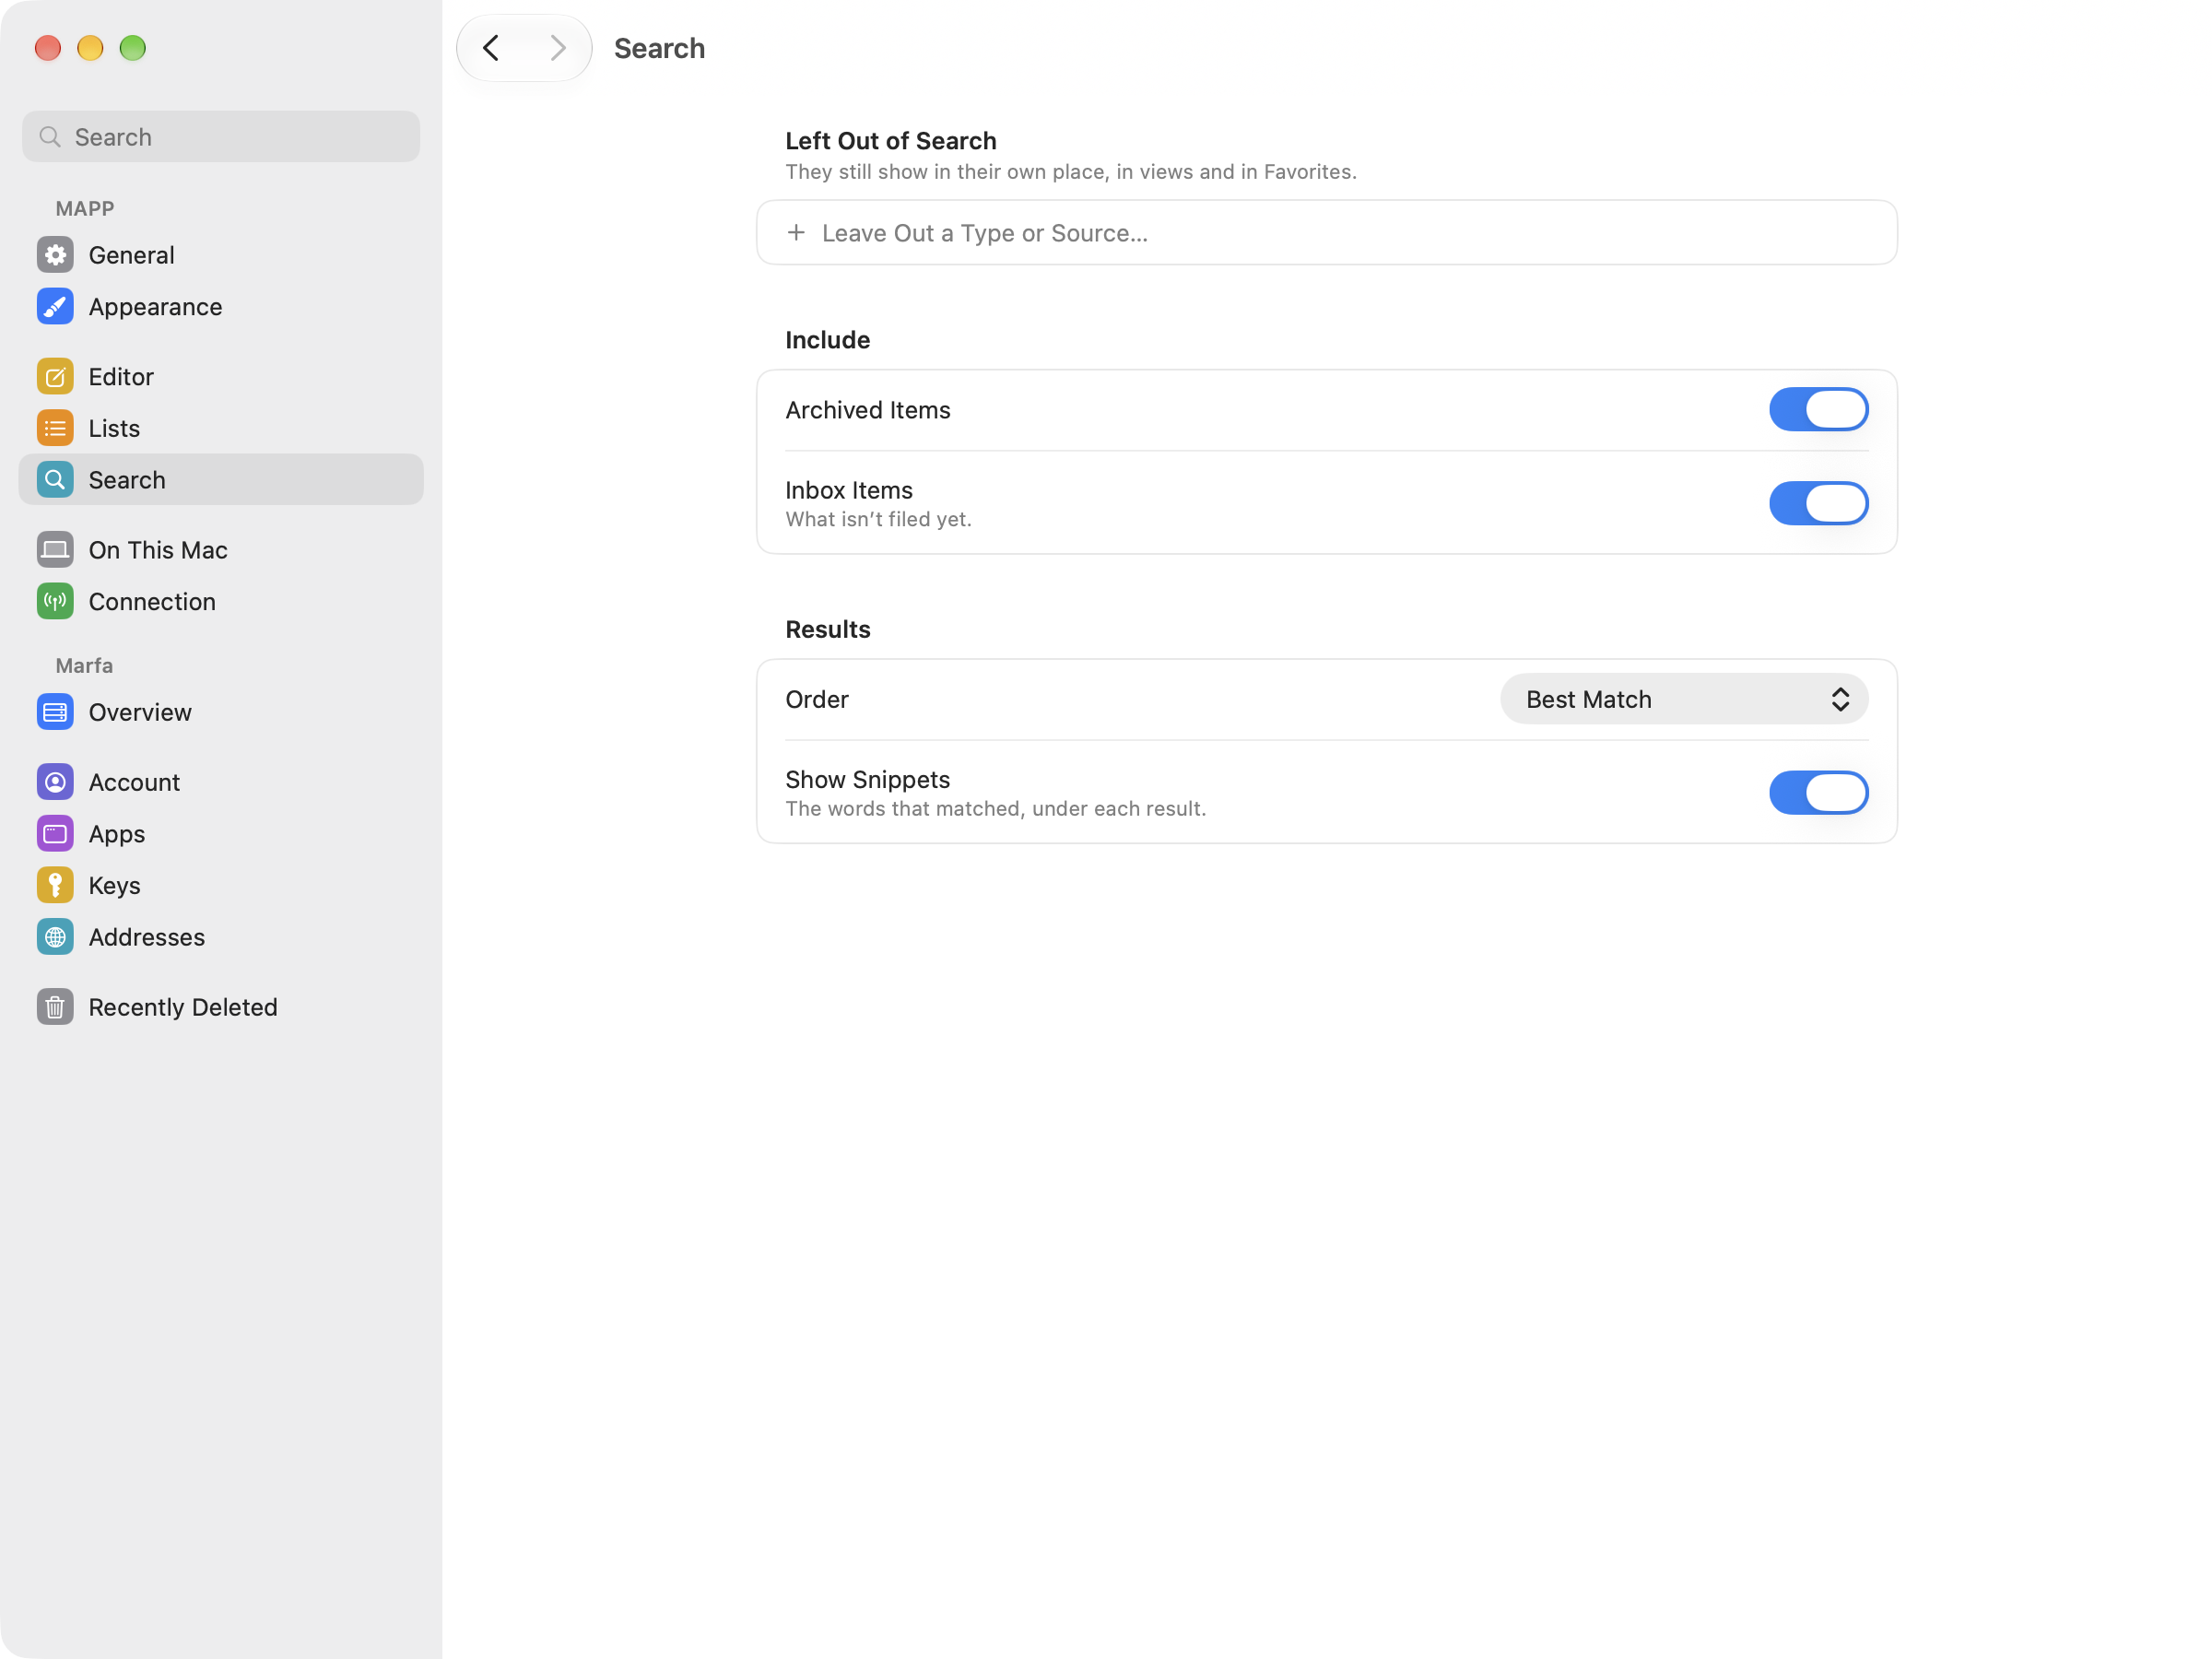 Search
Search
MAPP
General
Appearance
Editor
Lists
Search
On This Mac
Connection
Marfa
Overview
Account
Apps
Keys
Addresses
Recently Deleted
Left Out of Search
They still show in their own place, in views and in Favorites.
Leave Out a Type or Source...
Include
Archived Items
Inbox Items
What isn’t filed yet.
Results
Order
Best Match
Show Snippets
The words that matched, under each result.